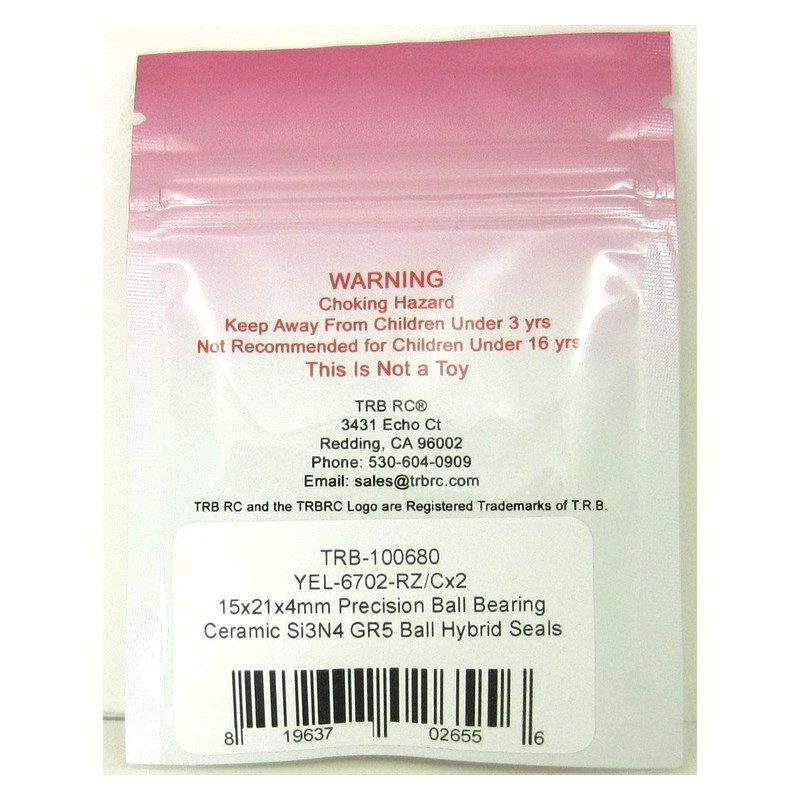 WARNING
Choking Hazard
Keep Away From Children Under 3 yrs
Not Recommended for Children Under 16 yrs
This Is Not a Toy
TRB RC®
3431 Echo Ct
Redding, CA 96002
Phone: 530-604-0909
Email: sales@trbrc.com
TRB RC and the TRBRC Logo are Registered Trademarks of T.R.B.
TRB-100680
YEL-6702-RZ/Cx2
15x21x4mm Precision Ball Bearing
Ceramic Si3N4 GR5 Ball Hybrid Seals
8 19637 02655 6